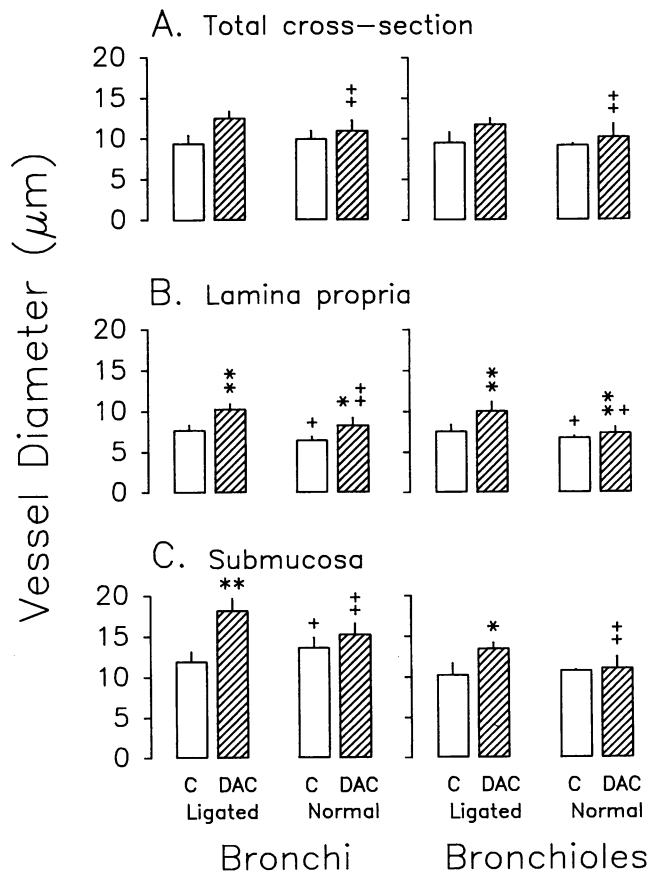 A. Total cross-section
20
15
10
5
0
‡ ‡
B. Lamina propria
20
15
10
5
0
** + * ‡ ** + ** +
C. Submucosa
20
15
10
5
0
** + ‡ * ‡
Vessel Diameter (μm)
C DAC C DAC C DAC C DAC
Ligated Normal Ligated Normal
Bronchi Bronchioles